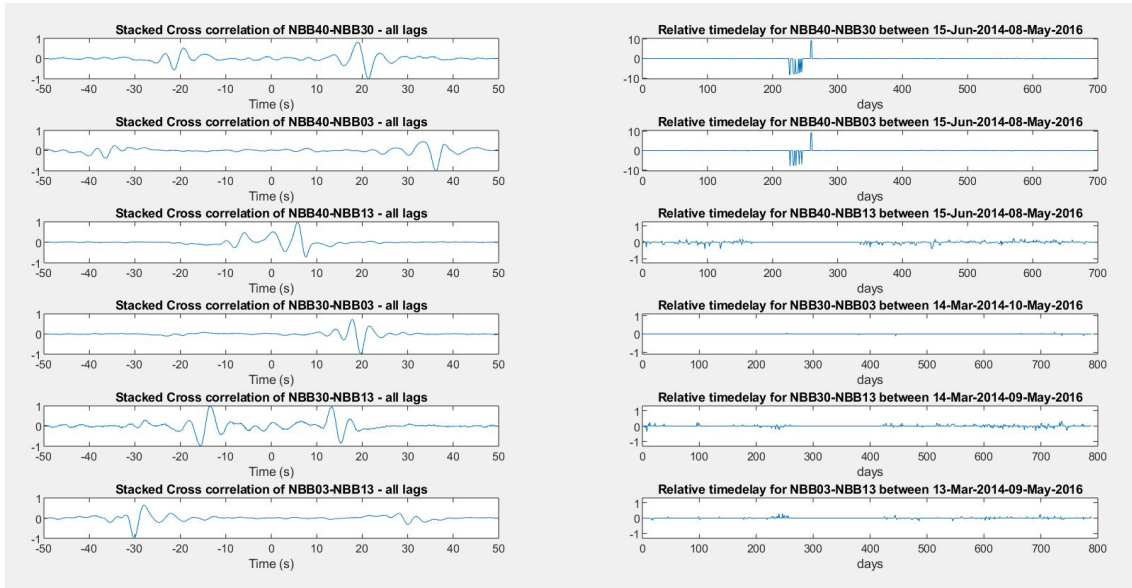 Stacked Cross correlation of NBB40-NBB30 - all lags
1
0
-1
-50 -40 -30 -20 -10 0 10 20 30 40 50
Time (s)
Relative timedelay for NBB40-NBB30 between 15-Jun-2014-08-May-2016
10
0
-10
0 100 200 300 400 500 600 700
days
Stacked Cross correlation of NBB40-NBB03 - all lags
1
0
-1
-50 -40 -30 -20 -10 0 10 20 30 40 50
Time (s)
Relative timedelay for NBB40-NBB03 between 15-Jun-2014-08-May-2016
10
0
-10
0 100 200 300 400 500 600 700
days
Stacked Cross correlation of NBB40-NBB13 - all lags
1
0
-1
-50 -40 -30 -20 -10 0 10 20 30 40 50
Time (s)
Relative timedelay for NBB40-NBB13 between 15-Jun-2014-08-May-2016
1
0
-1
0 100 200 300 400 500 600 700
days
Stacked Cross correlation of NBB30-NBB03 - all lags
1
0
-1
-50 -40 -30 -20 -10 0 10 20 30 40 50
Time (s)
Relative timedelay for NBB30-NBB03 between 14-Mar-2014-10-May-2016
1
0
-1
0 100 200 300 400 500 600 700 800
days
Stacked Cross correlation of NBB30-NBB13 - all lags
1
0
-1
-50 -40 -30 -20 -10 0 10 20 30 40 50
Time (s)
Relative timedelay for NBB30-NBB13 between 14-Mar-2014-09-May-2016
1
0
-1
0 100 200 300 400 500 600 700 800
days
Stacked Cross correlation of NBB03-NBB13 - all lags
1
0
-1
-50 -40 -30 -20 -10 0 10 20 30 40 50
Time (s)
Relative timedelay for NBB03-NBB13 between 13-Mar-2014-09-May-2016
1
0
-1
0 100 200 300 400 500 600 700 800
days